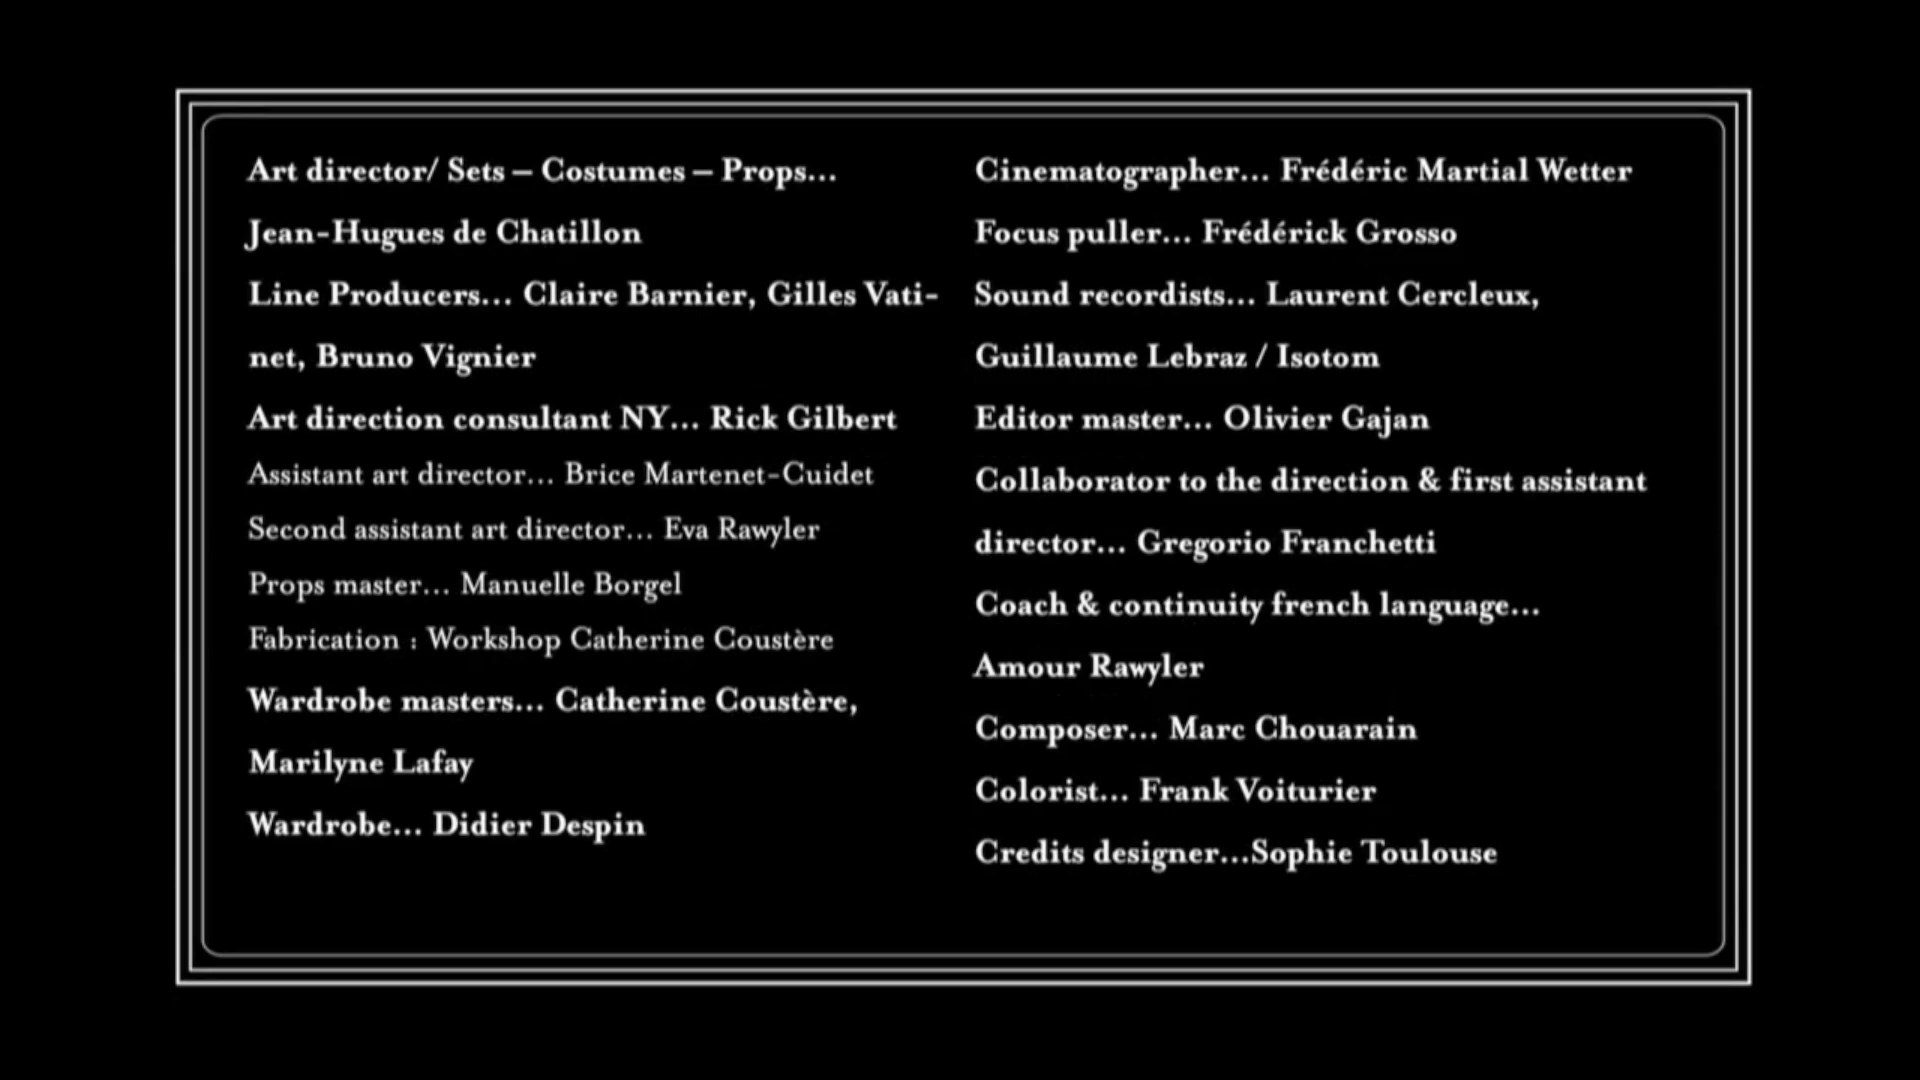 Art director/ Sets – Costumes – Props...
Jean-Hugues de Chatillon
Line Producers... Claire Barnier, Gilles Vati-
net, Bruno Vignier
Art direction consultant NY... Rick Gilbert
Assistant art director... Brice Martenet-Cuidet
Second assistant art director... Eva Rawyler
Props master... Manuelle Borgel
Fabrication : Workshop Catherine Coustère
Wardrobe masters... Catherine Coustère,
Marilyne Lafay
Wardrobe... Didier Despin
Cinematographer... Frédéric Martial Wetter
Focus puller... Frédérick Grosso
Sound recordists... Laurent Cercleux,
Guillaume Lebraz / Isotom
Editor master... Olivier Gajan
Collaborator to the direction & first assistant
director... Gregorio Franchetti
Coach & continuity french language...
Amour Rawyler
Composer... Marc Chouarain
Colorist... Frank Voiturier
Credits designer...Sophie Toulouse